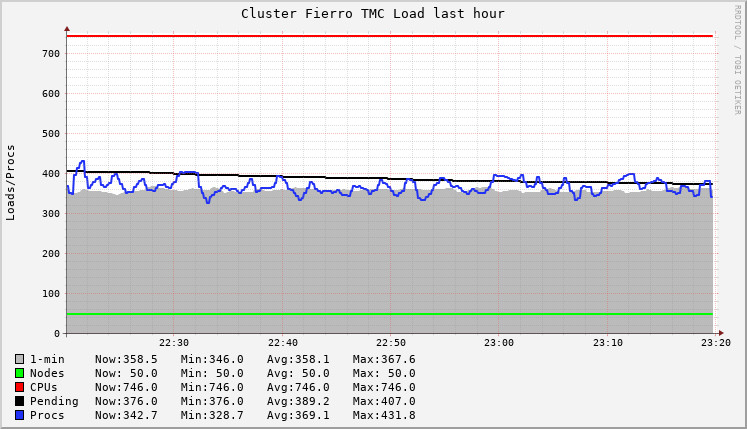 Cluster Fierro TMC Load last hour
RRDTOOL / TOBI OETIKER
Loads/Procs
700
600
500
400
300
200
100
0
22:30 22:40 22:50 23:00 23:10 23:20
1-min Now:358.5 Min:346.0 Avg:358.1 Max:367.6
Nodes Now: 50.0 Min: 50.0 Avg: 50.0 Max: 50.0
CPUs Now:746.0 Min:746.0 Avg:746.0 Max:746.0
Pending Now:376.0 Min:376.0 Avg:389.2 Max:407.0
Procs Now:342.7 Min:328.7 Avg:369.1 Max:431.8